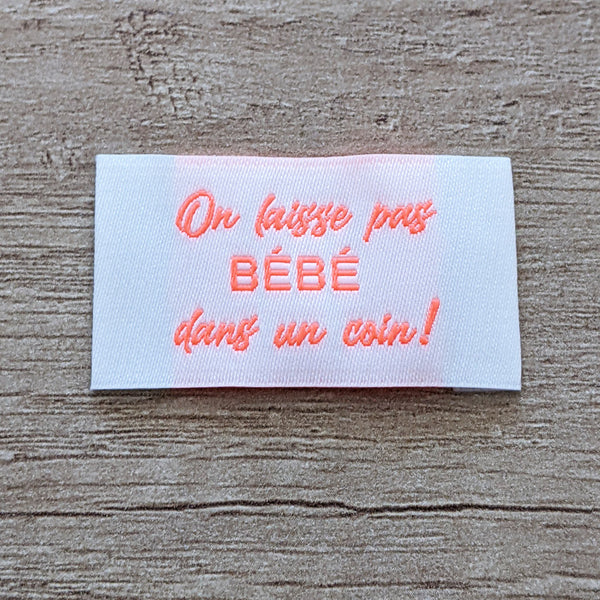 On laisse pas
BÉBÉ
dans un coin!